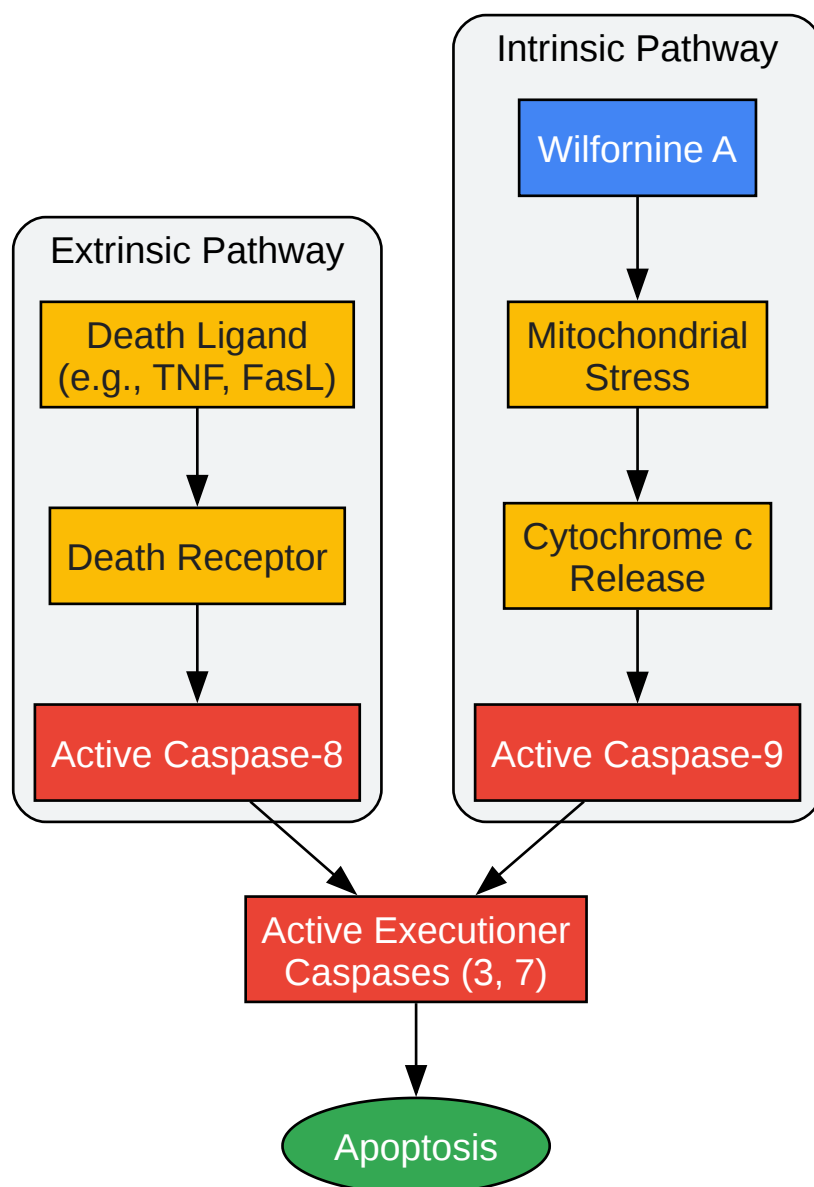 Intrinsic Pathway
Wilfornine A
Extrinsic Pathway
Death Ligand
(e.g., TNF, FasL)
Mitochondrial
Stress
Death Receptor
Cytochrome c
Release
Active Caspase-8
Active Caspase-9
Active Executioner
Caspases (3, 7)
Apoptosis